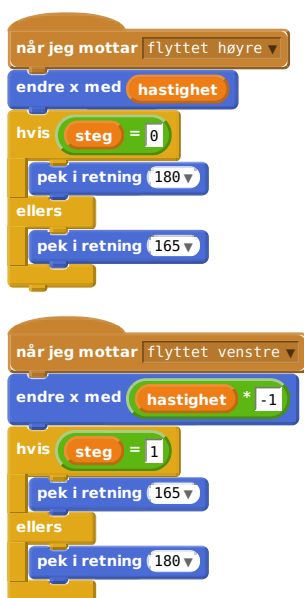 når jeg mottar flyttet høyre
endre x med hastighet
hvis steg = 0
pek i retning 180
ellers
pek i retning 165
når jeg mottar flyttet venstre
endre x med hastighet * -1
hvis steg = 1
pek i retning 165
ellers
pek i retning 180